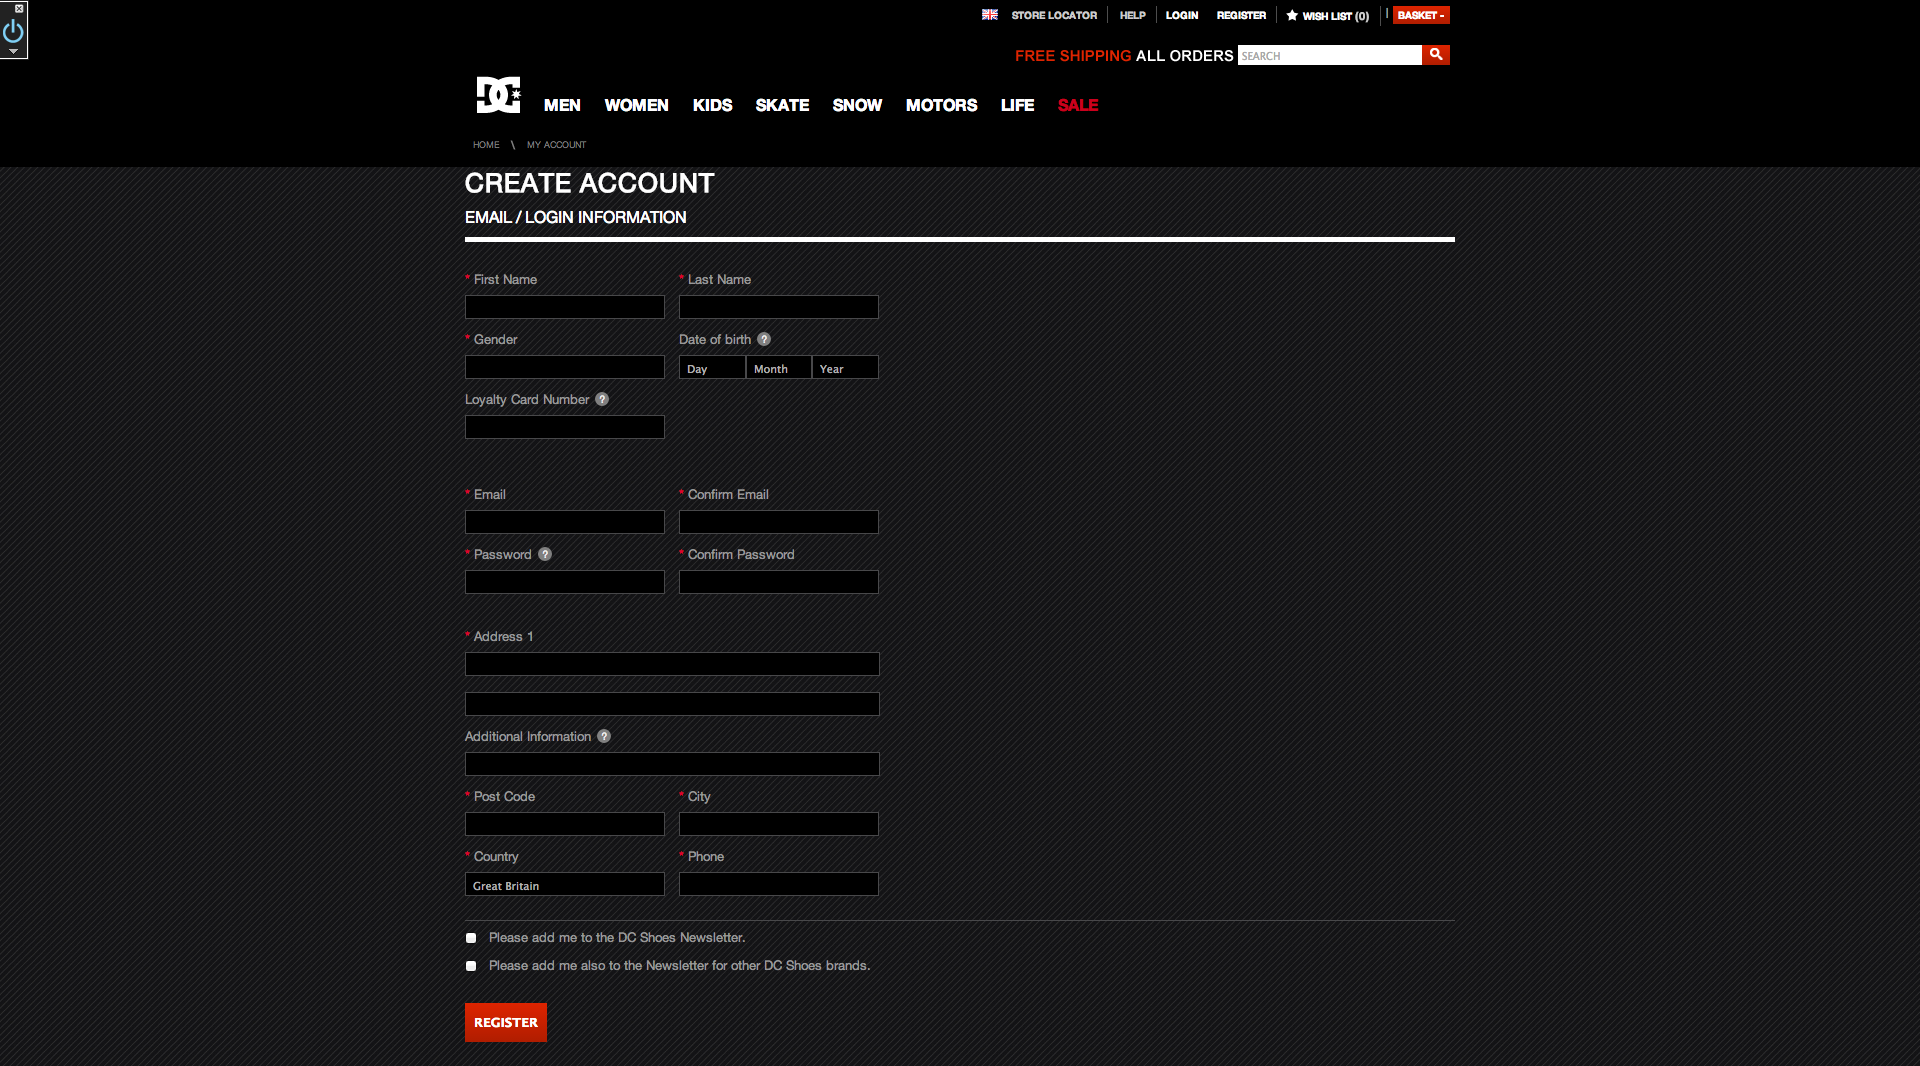 STORE LOCATOR HELP LOGIN REGISTER WISH LIST (0) BASKET -
FREE SHIPPING ALL ORDERS SEARCH
DC
MEN WOMEN KIDS SKATE SNOW MOTORS LIFE SALE
HOME \ MY ACCOUNT
CREATE ACCOUNT
EMAIL / LOGIN INFORMATION
* First Name * Last Name
* Gender Date of birth ?
Day Month Year
Loyalty Card Number ?
* Email * Confirm Email
* Password ? * Confirm Password
* Address 1
Additional Information ?
* Post Code * City
* Country * Phone
Great Britain
Please add me to the DC Shoes Newsletter.
Please add me also to the Newsletter for other DC Shoes brands.
REGISTER